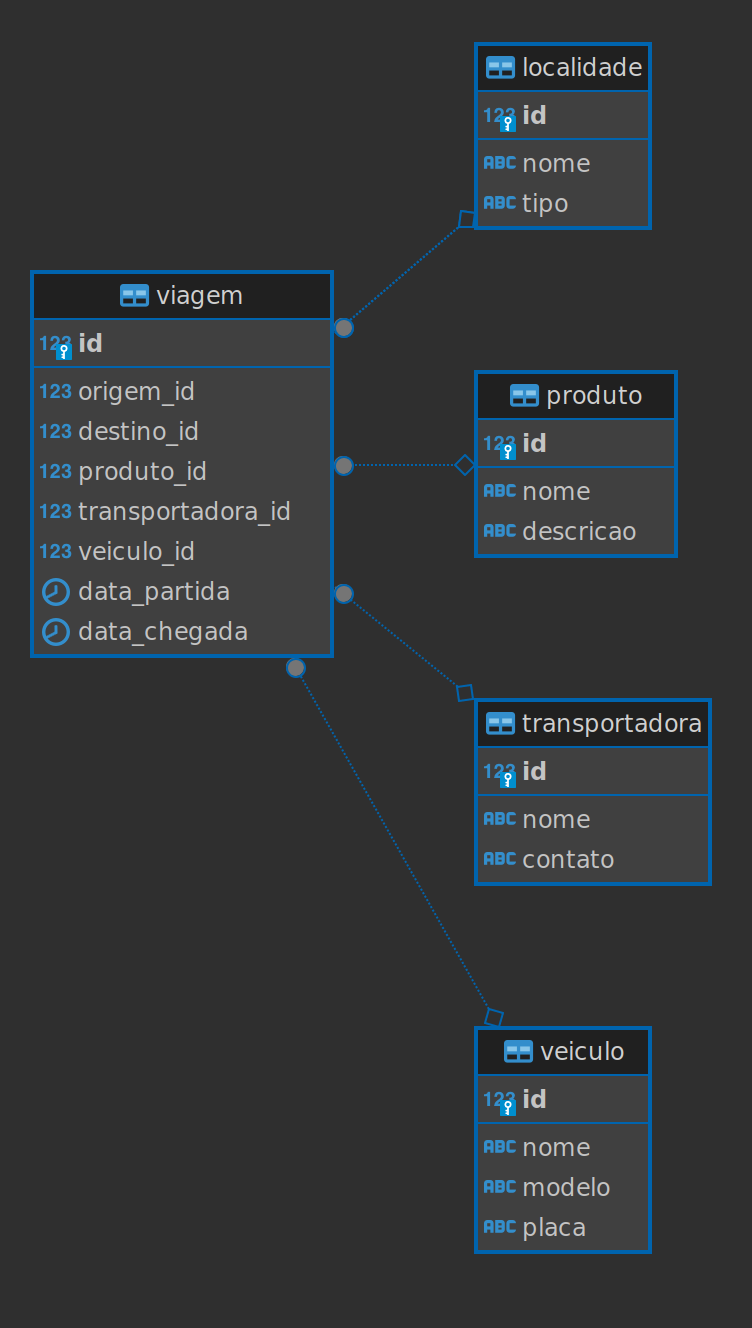 localidade
123 id
ABC nome
ABC tipo
viagem
123 id
123 origem_id
123 destino_id
123 produto_id
123 transportadora_id
123 veiculo_id
data_partida
data_chegada
produto
123 id
ABC nome
ABC descricao
transportadora
123 id
ABC nome
ABC contato
veiculo
123 id
ABC nome
ABC modelo
ABC placa